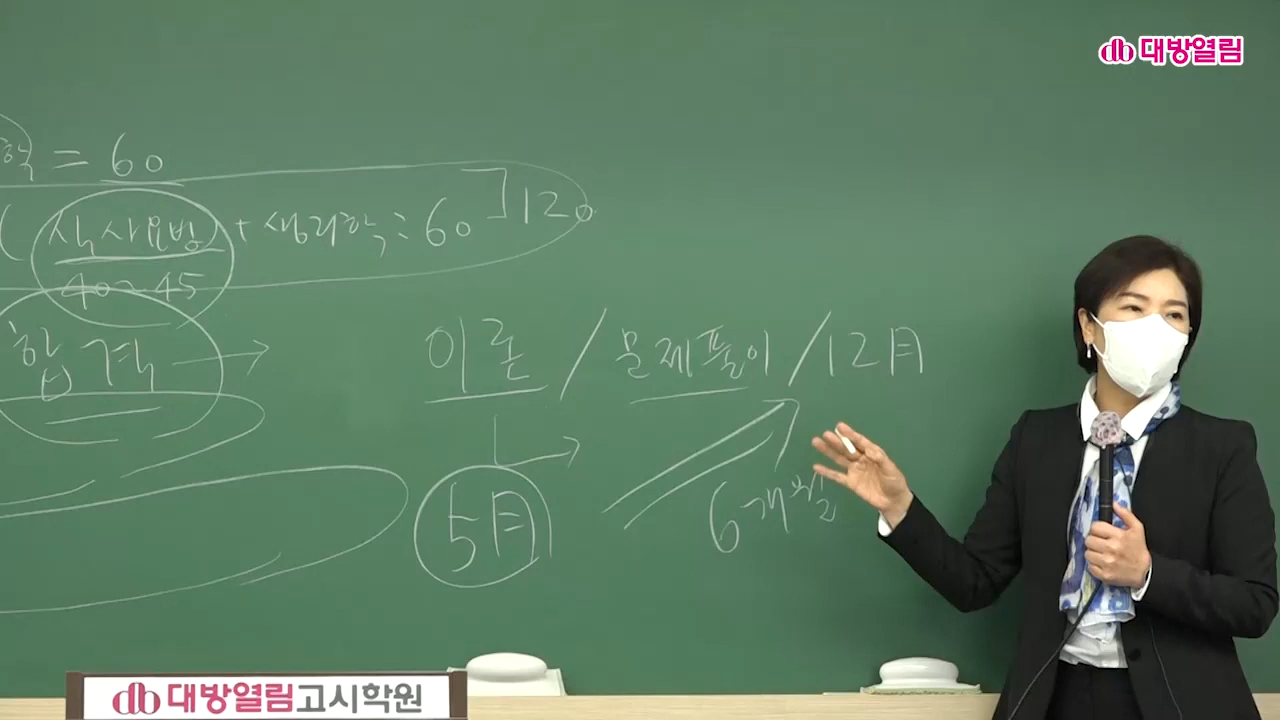 대방열림
학 = 60
(식사요법 + 생리학 = 60] 120
40~45
합격 → 이론 / 문제풀이 / 12月
5月
6개월
대방열림고시학원